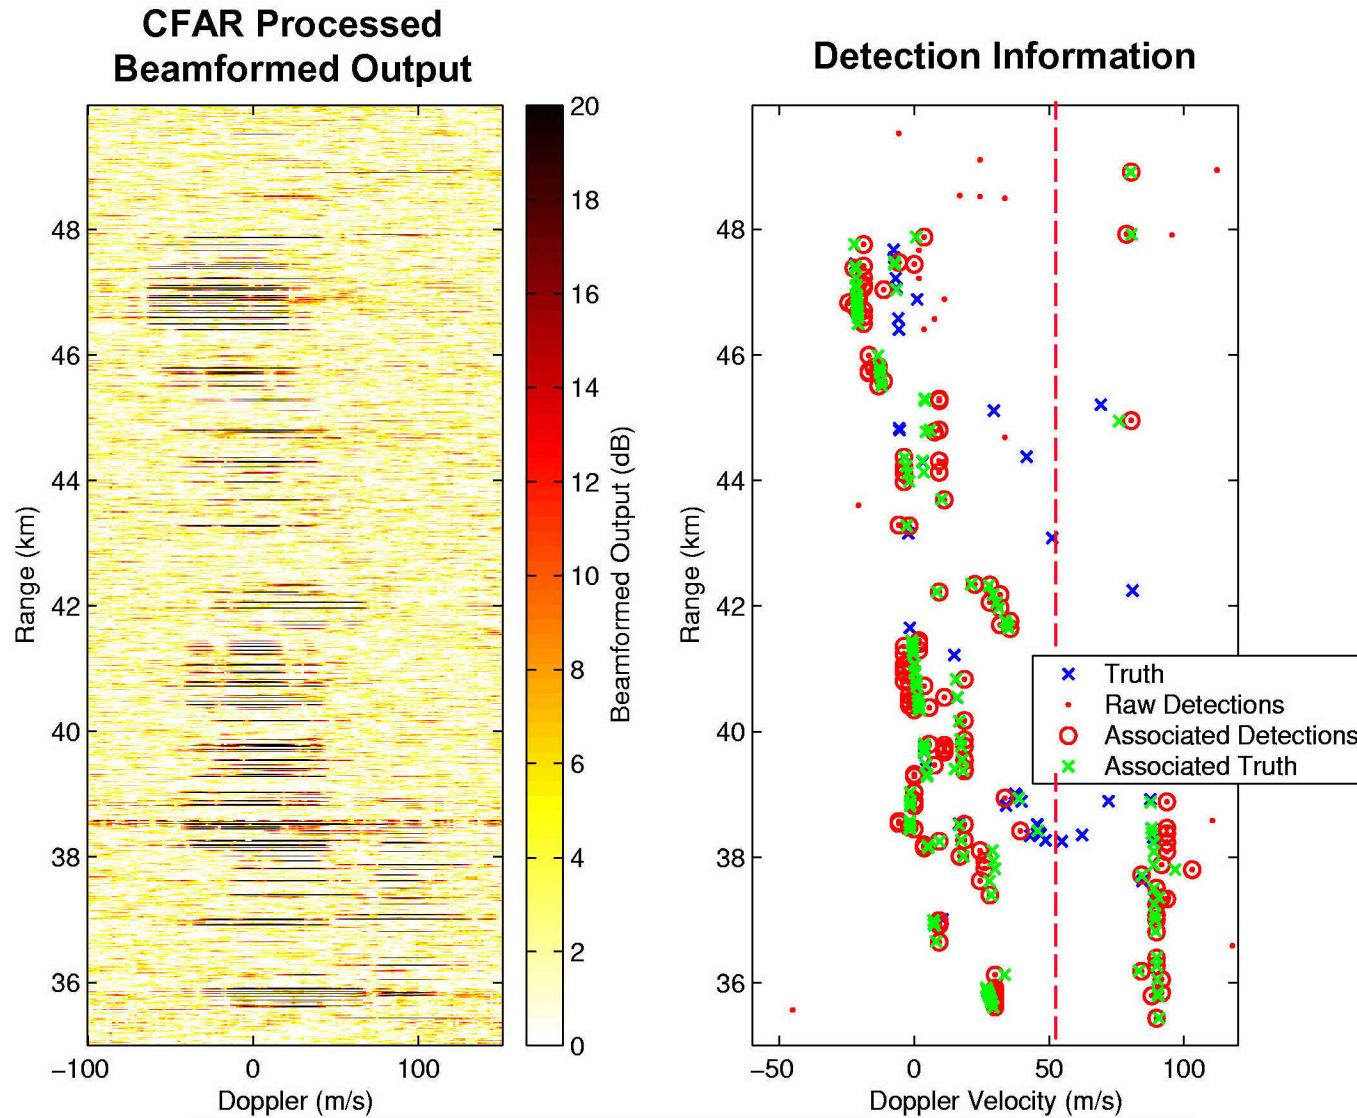 CFAR Processed
Beamformed Output
Range (km)
48
46
44
42
40
38
36
−100
0
100
Doppler (m/s)
20
18
16
14
12
10
8
6
4
2
0
Beamformed Output (dB)
Detection Information
Range (km)
48
46
44
42
40
38
36
−50
0
50
100
Doppler Velocity (m/s)
Truth
Raw Detections
Associated Detections
Associated Truth